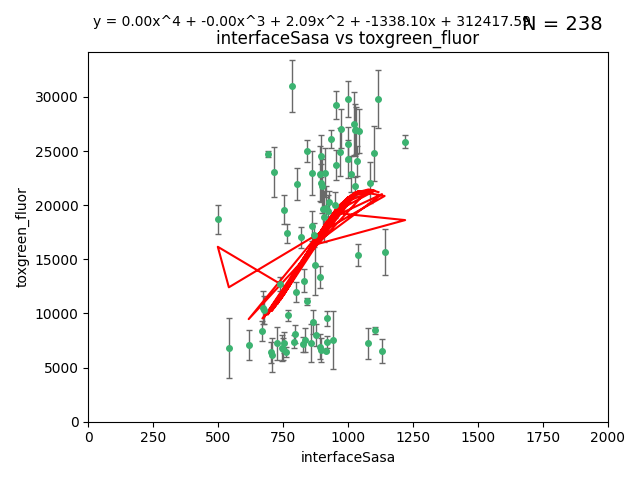 y = 0.00x^4 + -0.00x^3 + 2.09x^2 + -1338.10x + 312417.59
N = 238
interfaceSasa vs toxgreen_fluor
30000
25000
20000
15000
10000
5000
0
toxgreen_fluor
0 250 500 750 1000 1250 1500 1750 2000
interfaceSasa